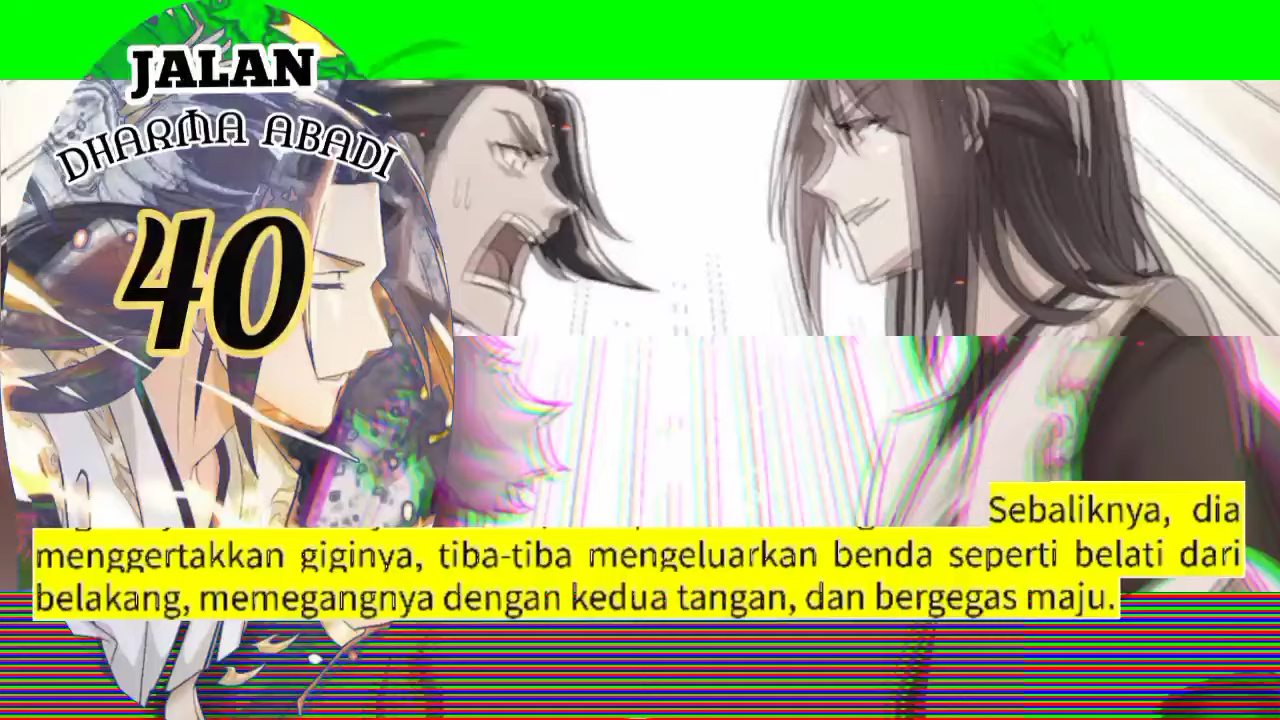 JALAN
DHARMA ABADI
40
Sebaliknya, dia
menggertakkan giginya, tiba-tiba mengeluarkan benda seperti belati dari
belakang, memegangnya dengan kedua tangan, dan bergegas maju.